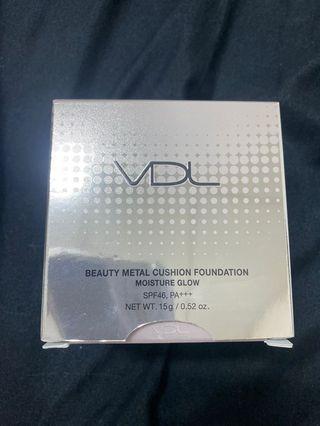 VDL
BEAUTY METAL CUSHION FOUNDATION
MOISTURE GLOW
SPF46, PA+++
NET WT. 15g / 0.52 oz.
VDL